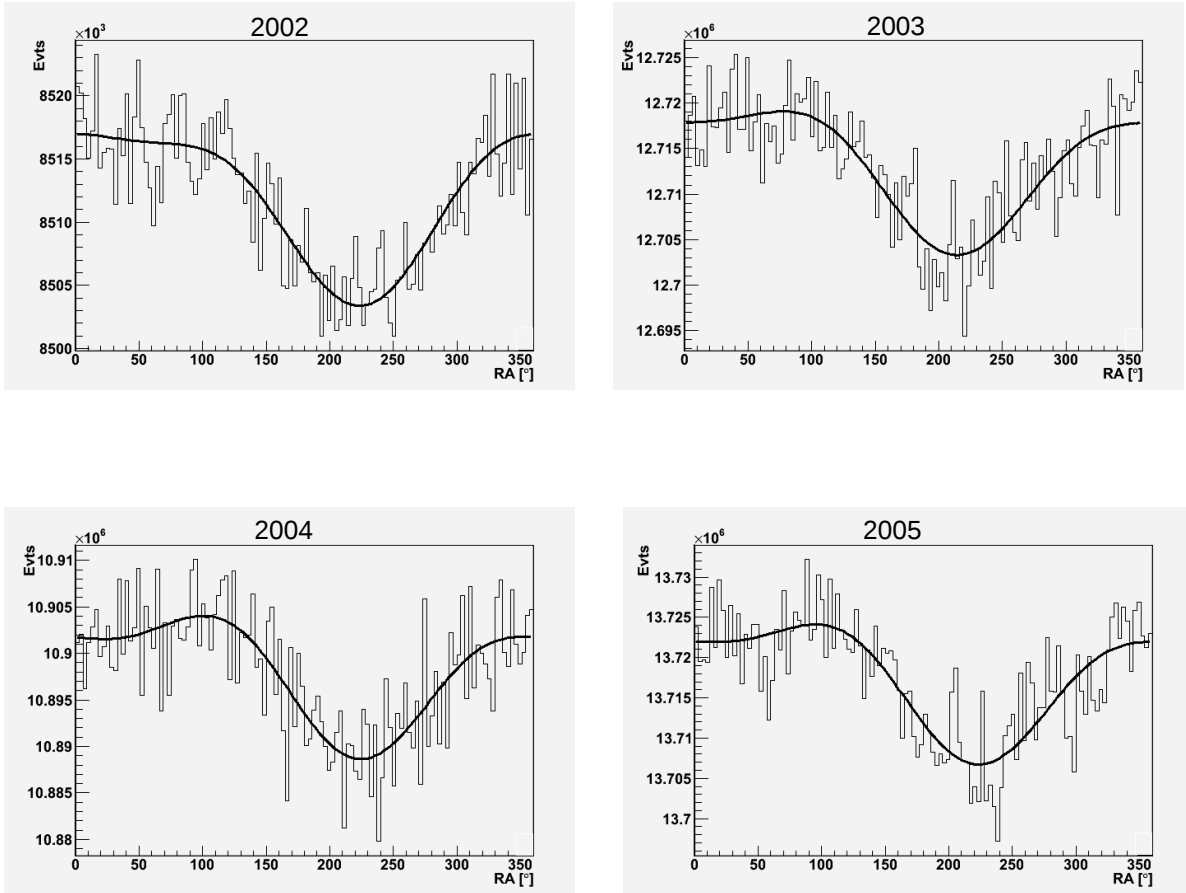 2002
×10³
Evts
8520
8515
8510
8505
8500
0 50 100 150 200 250 300 350
RA [°]
2003
×10⁶
Evts
12.725
12.72
12.715
12.71
12.705
12.7
12.695
0 50 100 150 200 250 300 350
RA [°]
2004
×10⁶
Evts
10.91
10.905
10.9
10.895
10.89
10.885
10.88
0 50 100 150 200 250 300 350
RA [°]
2005
×10⁶
Evts
13.73
13.725
13.72
13.715
13.71
13.705
13.7
0 50 100 150 200 250 300 350
RA [°]